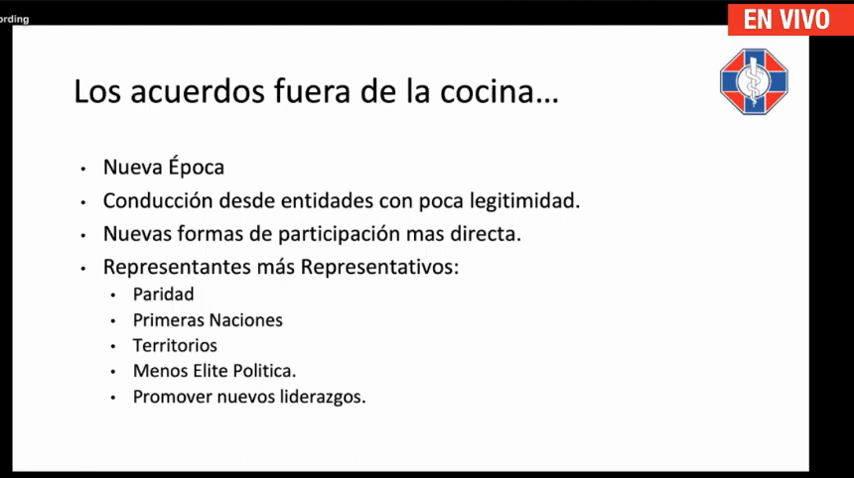 ording
EN VIVO
Los acuerdos fuera de la cocina...
• Nueva Época
• Conducción desde entidades con poca legitimidad.
• Nuevas formas de participación mas directa.
• Representantes más Representativos:
• Paridad
• Primeras Naciones
• Territorios
• Menos Elite Politica.
• Promover nuevos liderazgos.